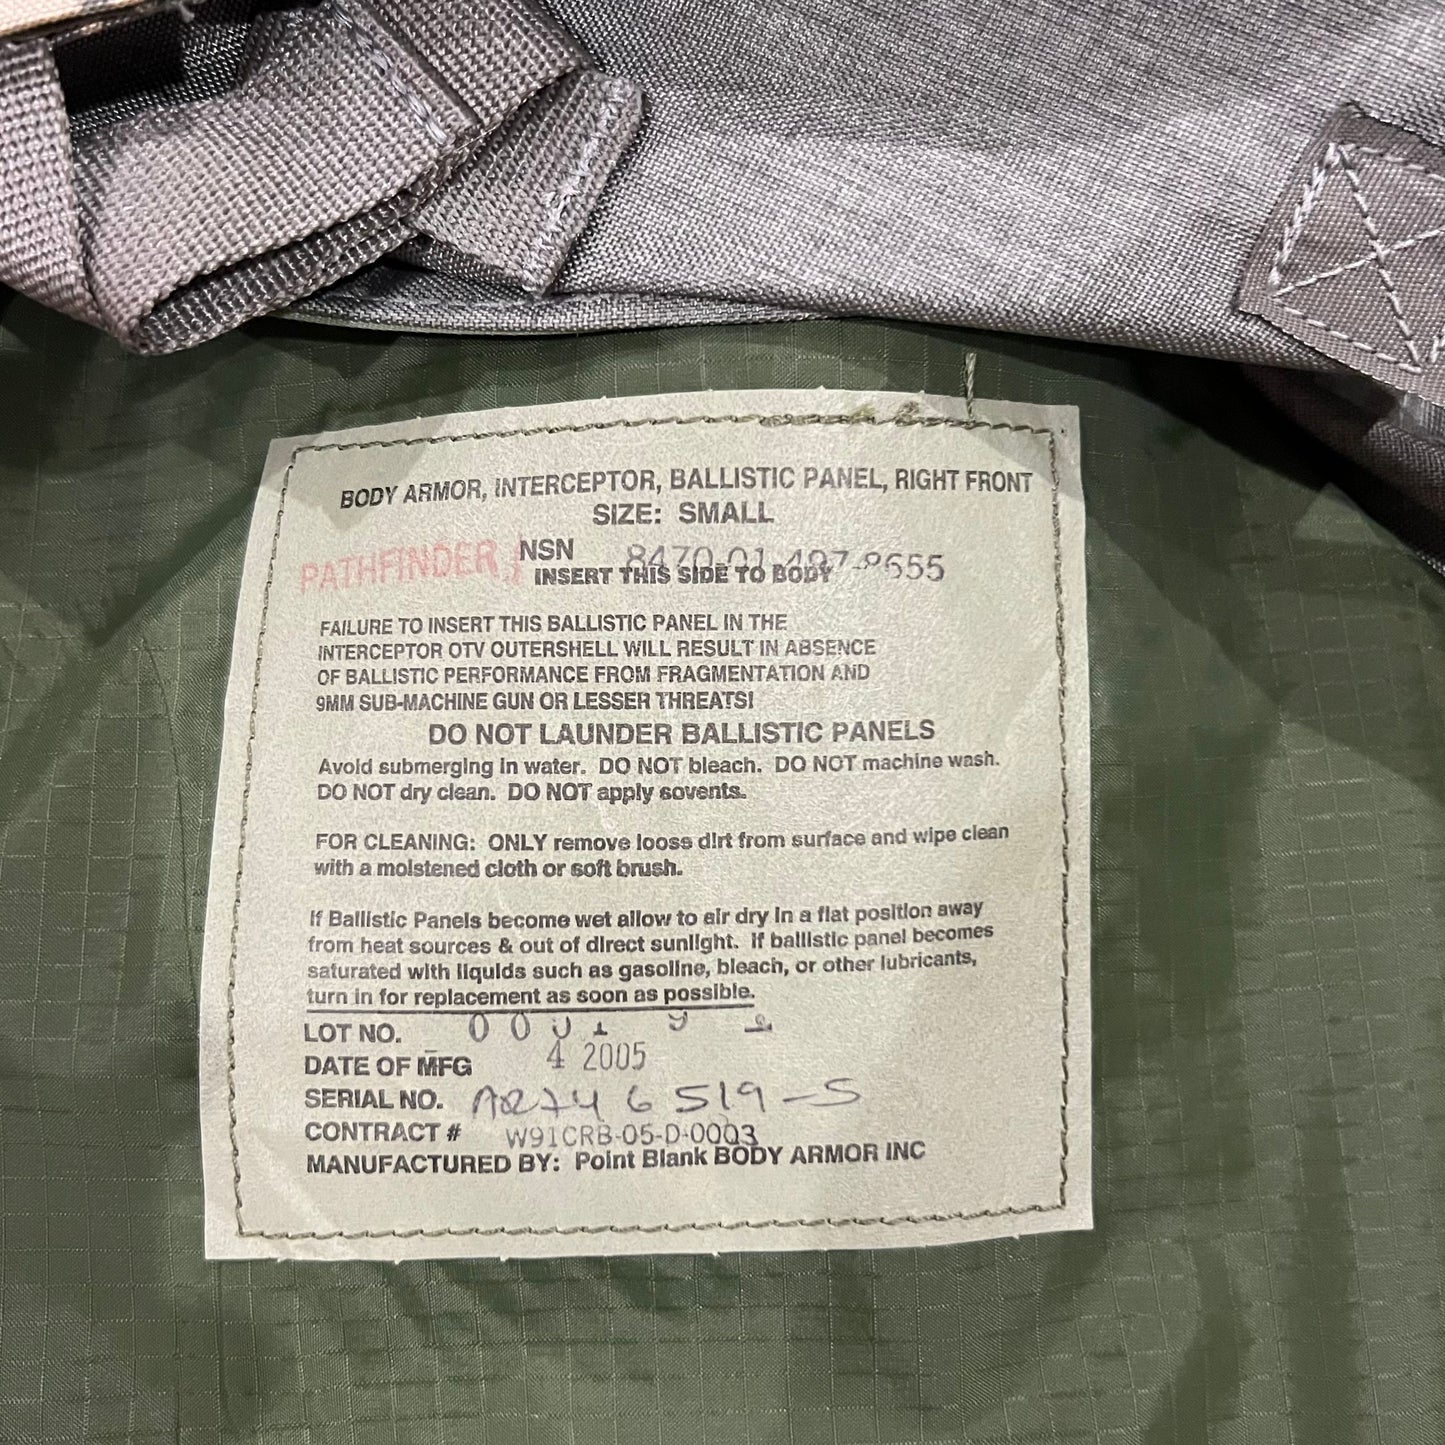 BODY ARMOR, INTERCEPTOR, BALLISTIC PANEL, RIGHT FRONT
SIZE: SMALL
PATHFINDER
NSN 8470-01-497-8655
INSERT THIS SIDE TO BODY
FAILURE TO INSERT THIS BALLISTIC PANEL IN THE
INTERCEPTOR OTV OUTERSHELL WILL RESULT IN ABSENCE
OF BALLISTIC PERFORMANCE FROM FRAGMENTATION AND
9MM SUB-MACHINE GUN OR LESSER THREATS!
DO NOT LAUNDER BALLISTIC PANELS
Avoid submerging in water. DO NOT bleach. DO NOT machine wash.
DO NOT dry clean. DO NOT apply sovents.
FOR CLEANING: ONLY remove loose dirt from surface and wipe clean
with a moistened cloth or soft brush.
If Ballistic Panels become wet allow to air dry in a flat position away
from heat sources & out of direct sunlight. If ballistic panel becomes
saturated with liquids such as gasoline, bleach, or other lubricants,
turn in for replacement as soon as possible.
LOT NO.
DATE OF MFG 4 2005
SERIAL NO.
CONTRACT # W91CRB-05-D-0003
MANUFACTURED BY: Point Blank BODY ARMOR INC